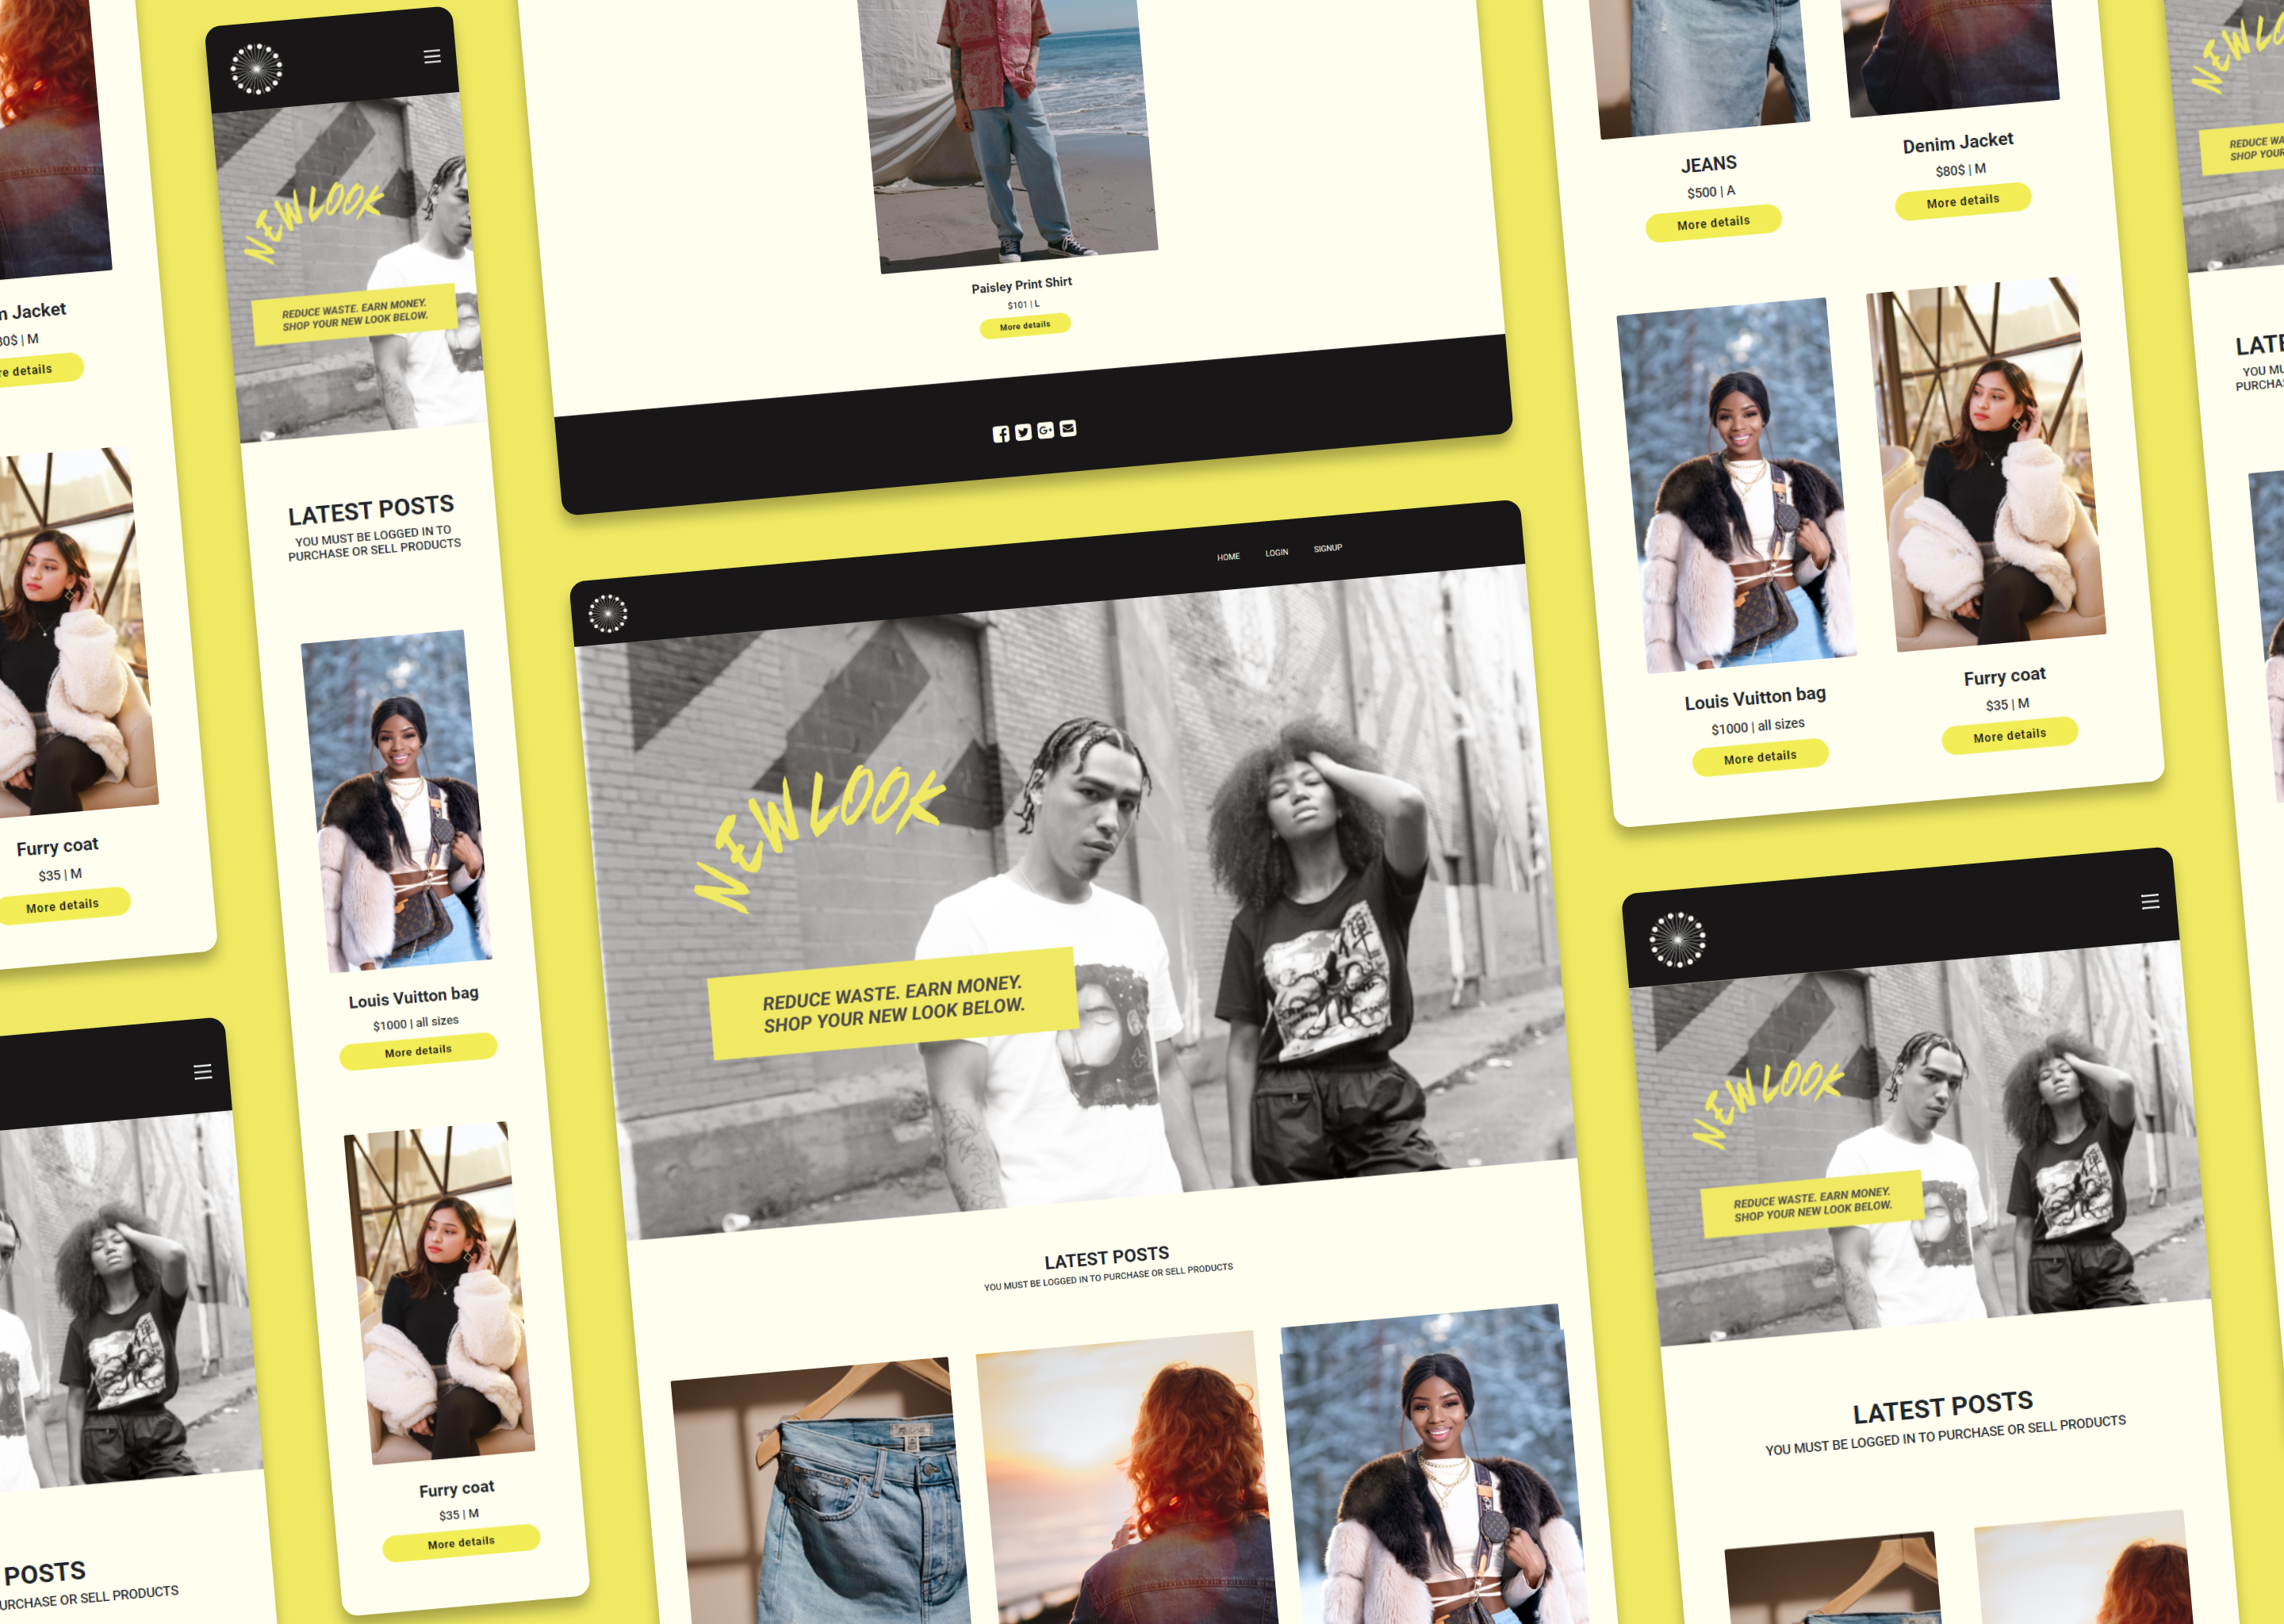 m Jacket
30$ | M
re details
Furry coat
$35 | M
More details
POSTS
URCHASE OR SELL PRODUCTS
NEW LOOK
REDUCE WASTE. EARN MONEY.
SHOP YOUR NEW LOOK BELOW.
LATEST POSTS
YOU MUST BE LOGGED IN TO
PURCHASE OR SELL PRODUCTS
Louis Vuitton bag
$1000 | all sizes
More details
Furry coat
$35 | M
More details
Paisley Print Shirt
$101 | L
More details
HOME LOGIN SIGNUP
NEW LOOK
REDUCE WASTE. EARN MONEY.
SHOP YOUR NEW LOOK BELOW.
LATEST POSTS
YOU MUST BE LOGGED IN TO PURCHASE OR SELL PRODUCTS
JEANS
$500 | A
More details
Denim Jacket
$80$ | M
More details
Louis Vuitton bag
$1000 | all sizes
More details
Furry coat
$35 | M
More details
NEW LOOK
REDUCE WASTE. EARN MONEY.
SHOP YOUR NEW LOOK BELOW.
LATEST POSTS
YOU MUST BE LOGGED IN TO PURCHASE OR SELL PRODUCTS
NEW LO
REDUCE WA
SHOP YOUR
LATE
YOU MU
PURCHA